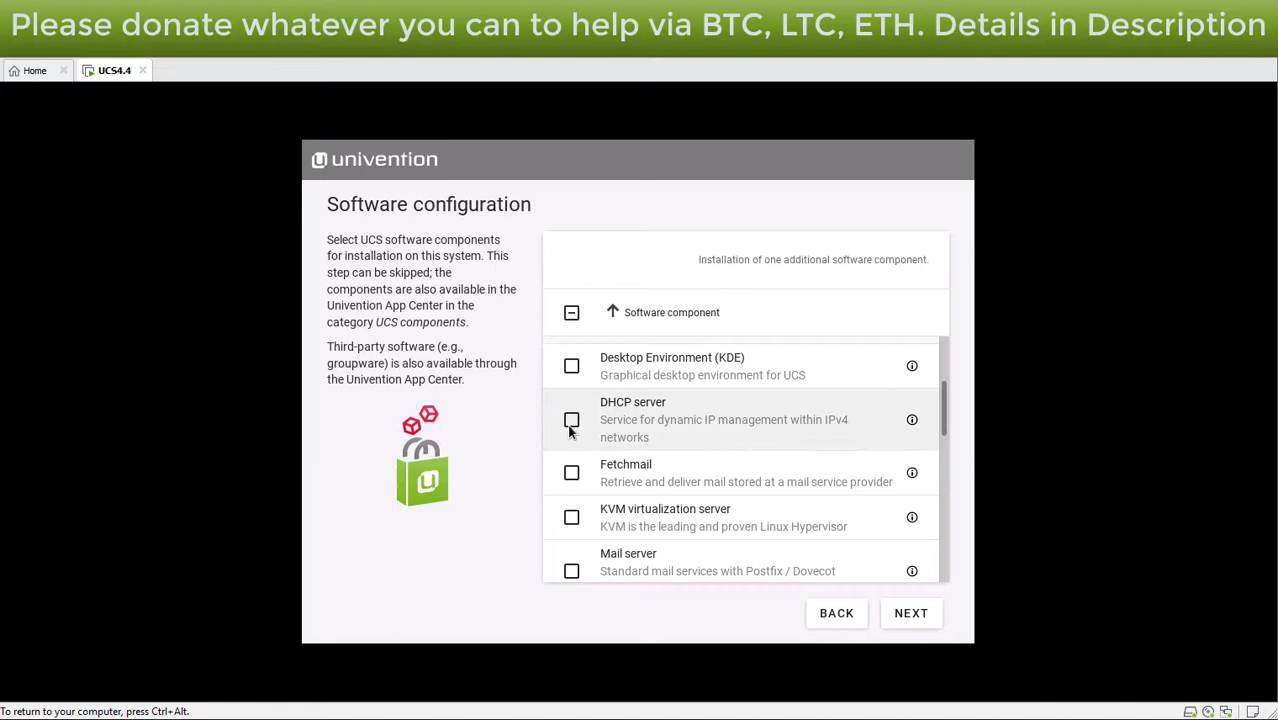 Please donate whatever you can to help via BTC, LTC, ETH. Details in Description
Home
UCS4.4
univention
Software configuration
Select UCS software components
for installation on this system. This
step can be skipped; the
components are also available in the
Univention App Center in the
category UCS components.
Third-party software (e.g.,
groupware) is also available through
the Univention App Center.
Installation of one additional software component.
Software component
Desktop Environment (KDE)
Graphical desktop environment for UCS
DHCP server
Service for dynamic IP management within IPv4
networks
Fetchmail
Retrieve and deliver mail stored at a mail service provider
KVM virtualization server
KVM is the leading and proven Linux Hypervisor
Mail server
Standard mail services with Postfix / Dovecot
BACK
NEXT
To return to your computer, press Ctrl+Alt.